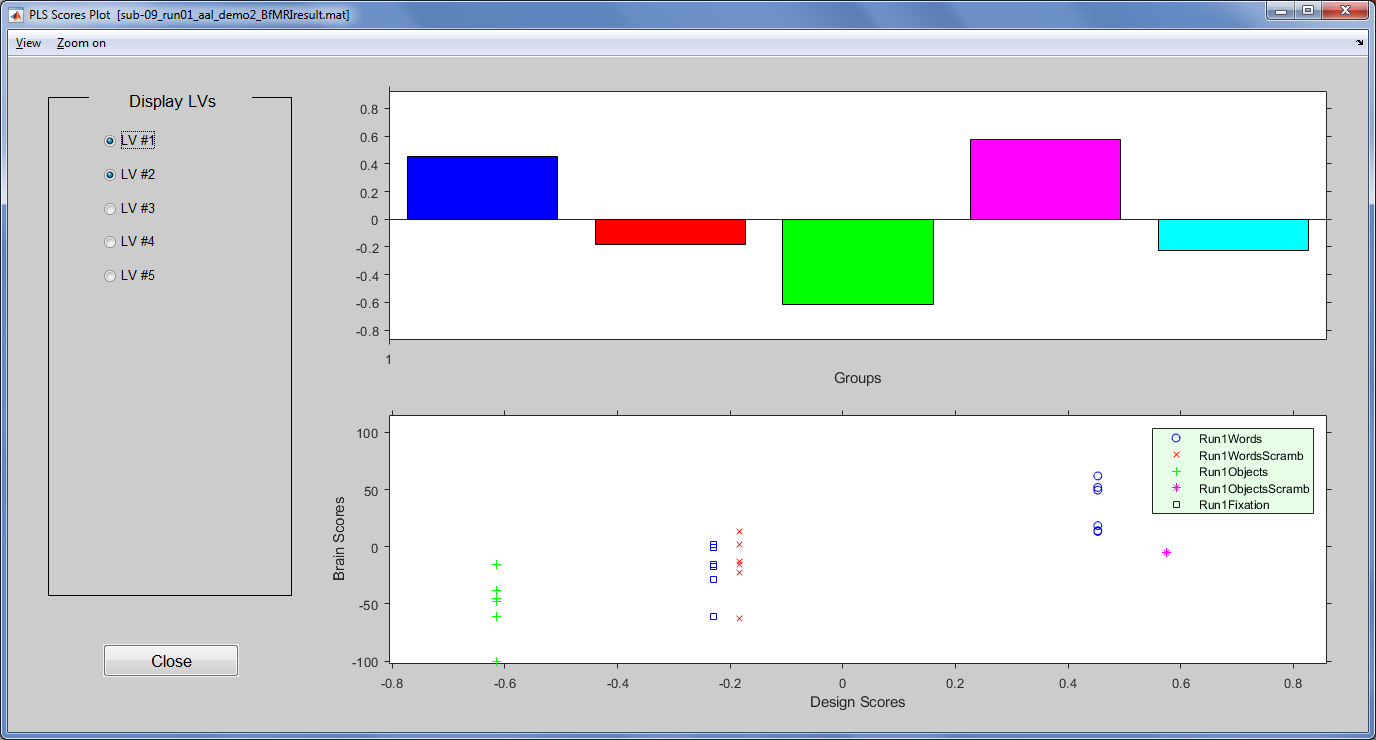 PLS Scores Plot [sub-09_run01_aal_demo2_BfMRIresult.mat]
View Zoom on
Display LVs
LV #1
LV #2
LV #3
LV #4
LV #5
Close
0.8
0.6
0.4
0.2
0
-0.2
-0.4
-0.6
-0.8
1
Groups
100
50
0
-50
-100
Brain Scores
Run1Words
Run1WordsScramb
Run1Objects
Run1ObjectsScramb
Run1Fixation
-0.8 -0.6 -0.4 -0.2 0 0.2 0.4 0.6 0.8
Design Scores